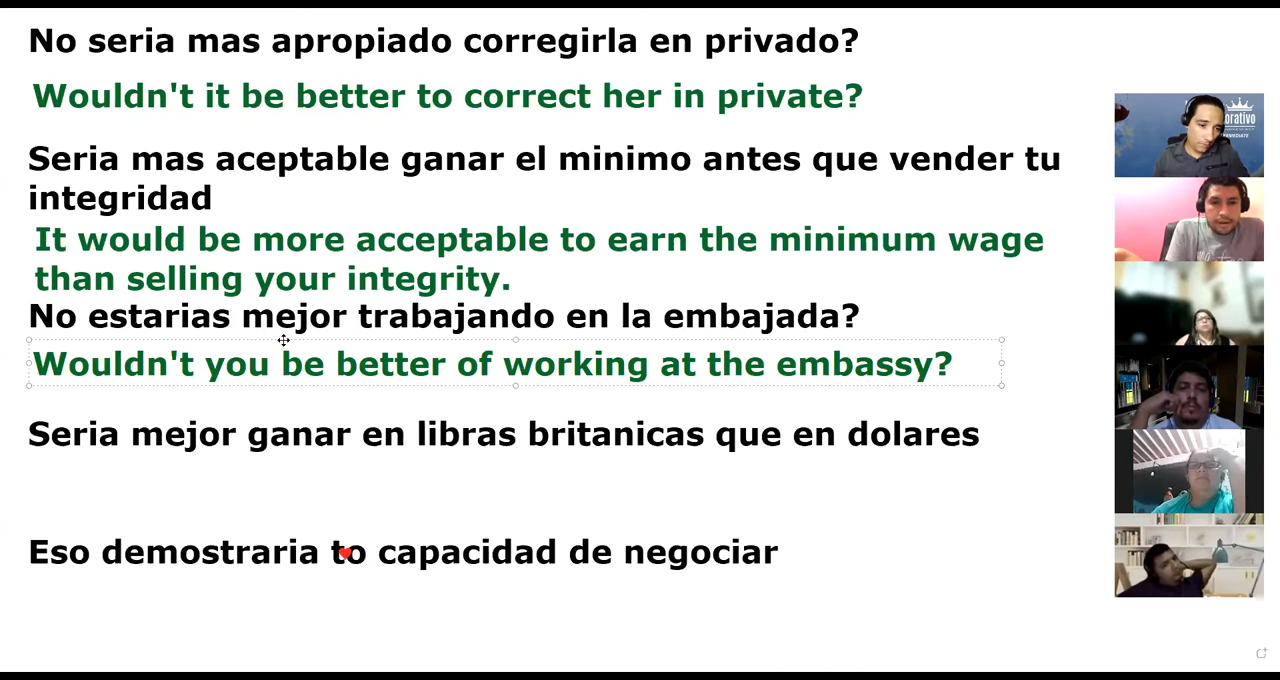 No seria mas apropiado corregirla en privado?
Wouldn't it be better to correct her in private?
Seria mas aceptable ganar el minimo antes que vender tu
integridad
It would be more acceptable to earn the minimum wage
than selling your integrity.
No estarias mejor trabajando en la embajada?
Wouldn't you be better of working at the embassy?
Seria mejor ganar en libras britanicas que en dolares
Eso demostraria to capacidad de negociar
orativo